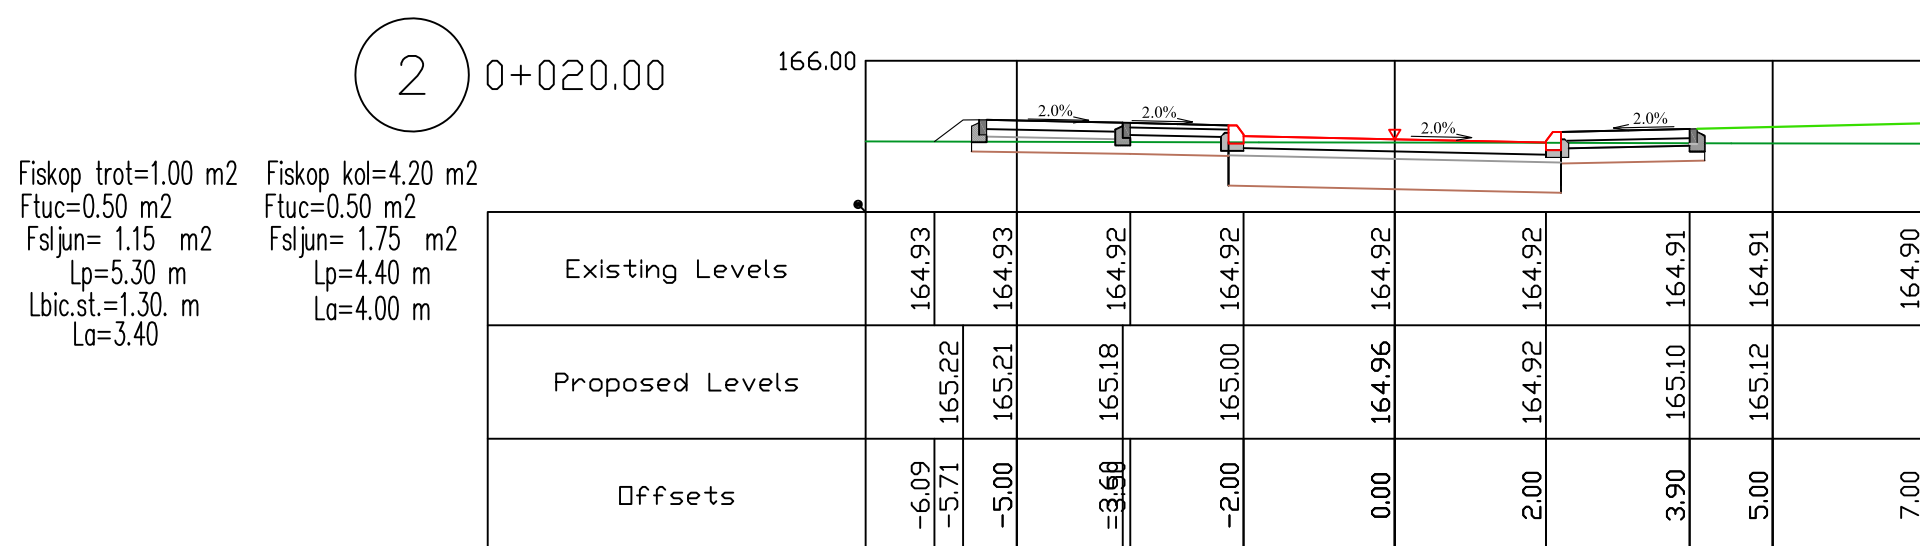 2 0+020.00
166.00
2.0% 2.0% 2.0% 2.0%
Fiskop trot=1.00 m2
Ftuc=0.50 m2
Fsljun= 1.15 m2
Lp=5.30 m
Lbic.st.=1.30. m
La=3.40
Fiskop kol=4.20 m2
Ftuc=0.50 m2
Fsljun= 1.75 m2
Lp=4.40 m
La=4.00 m
Existing Levels 164.93 164.93 164.92 164.92 164.92 164.92 164.91 164.91 164.90
Proposed Levels 165.22 165.21 165.18 165.00 164.96 164.92 165.10 165.12
Offsets -6.09 -5.71 -5.00 -2.00 0.00 2.00 3.90 5.00 7.00